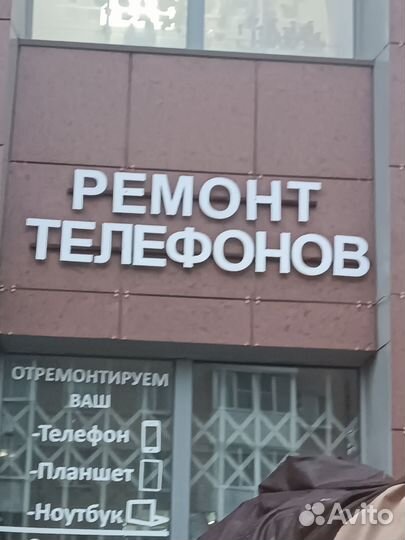 РЕМОНТ
ТЕЛЕФОНОВ
ОТРЕМОНТИРУЕМ
ВАШ
-Телефон
-Планшет
-Ноутбук
Avito